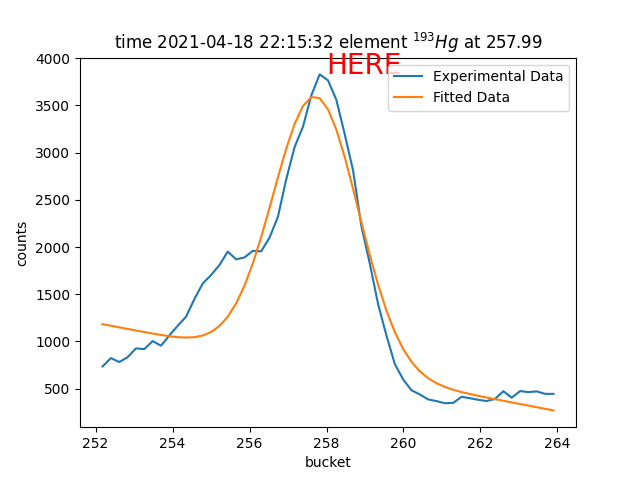 time 2021-04-18 22:15:32 element ¹⁹³Hg at 257.99
HERE
Experimental Data
Fitted Data
counts
4000
3500
3000
2500
2000
1500
1000
500
252 254 256 258 260 262 264
bucket